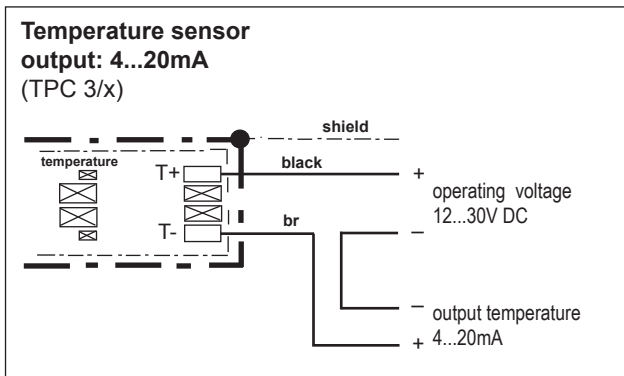 Temperature sensor
output: 4...20mA
(TPC 3/x)
shield
temperature
T+
black
+
operating voltage
12...30V DC
T-
br
–
–
output temperature
+
4...20mA